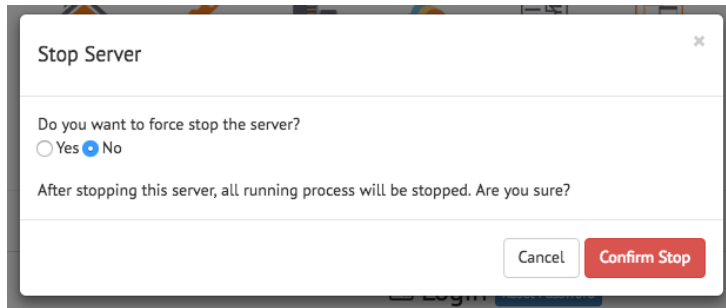 Stop Server
×
Do you want to force stop the server?
Yes No
After stopping this server, all running process will be stopped. Are you sure?
Cancel Confirm Stop
Login